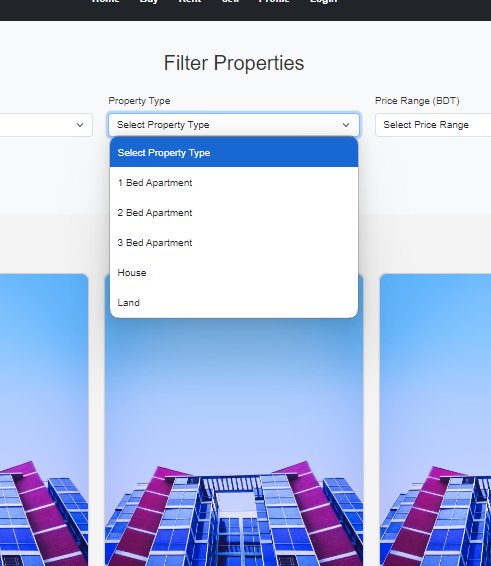 Home Buy Rent Sell Profile Login
Filter Properties
Property Type
Price Range (BDT)
Select Property Type
Select Price Range
Select Property Type
1 Bed Apartment
2 Bed Apartment
3 Bed Apartment
House
Land